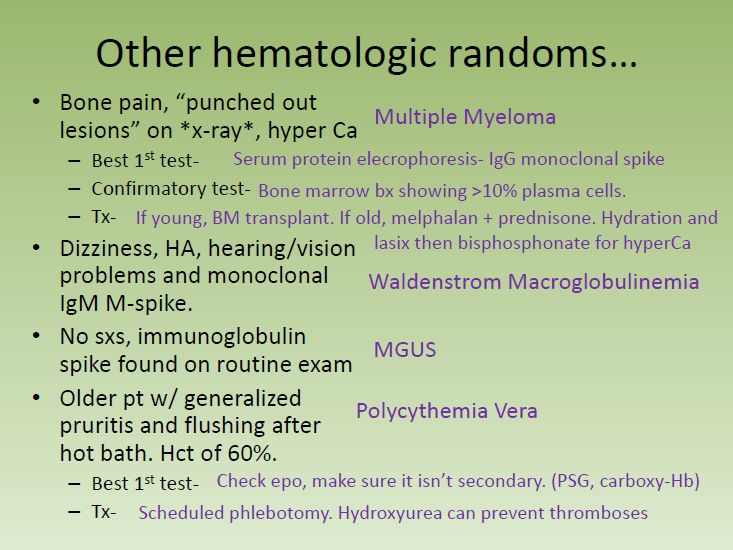 Other hematologic randoms…
• Bone pain, “punched out
lesions” on *x-ray*, hyper Ca
Multiple Myeloma
– Best 1st test- Serum protein elecrophoresis- IgG monoclonal spike
– Confirmatory test- Bone marrow bx showing >10% plasma cells.
– Tx- If young, BM transplant. If old, melphalan + prednisone. Hydration and
lasix then bisphosphonate for hyperCa
• Dizziness, HA, hearing/vision
problems and monoclonal
IgM M-spike.
Waldenstrom Macroglobulinemia
• No sxs, immunoglobulin
spike found on routine exam
MGUS
• Older pt w/ generalized
pruritis and flushing after
hot bath. Hct of 60%.
Polycythemia Vera
– Best 1st test- Check epo, make sure it isn’t secondary. (PSG, carboxy-Hb)
– Tx- Scheduled phlebotomy. Hydroxyurea can prevent thromboses